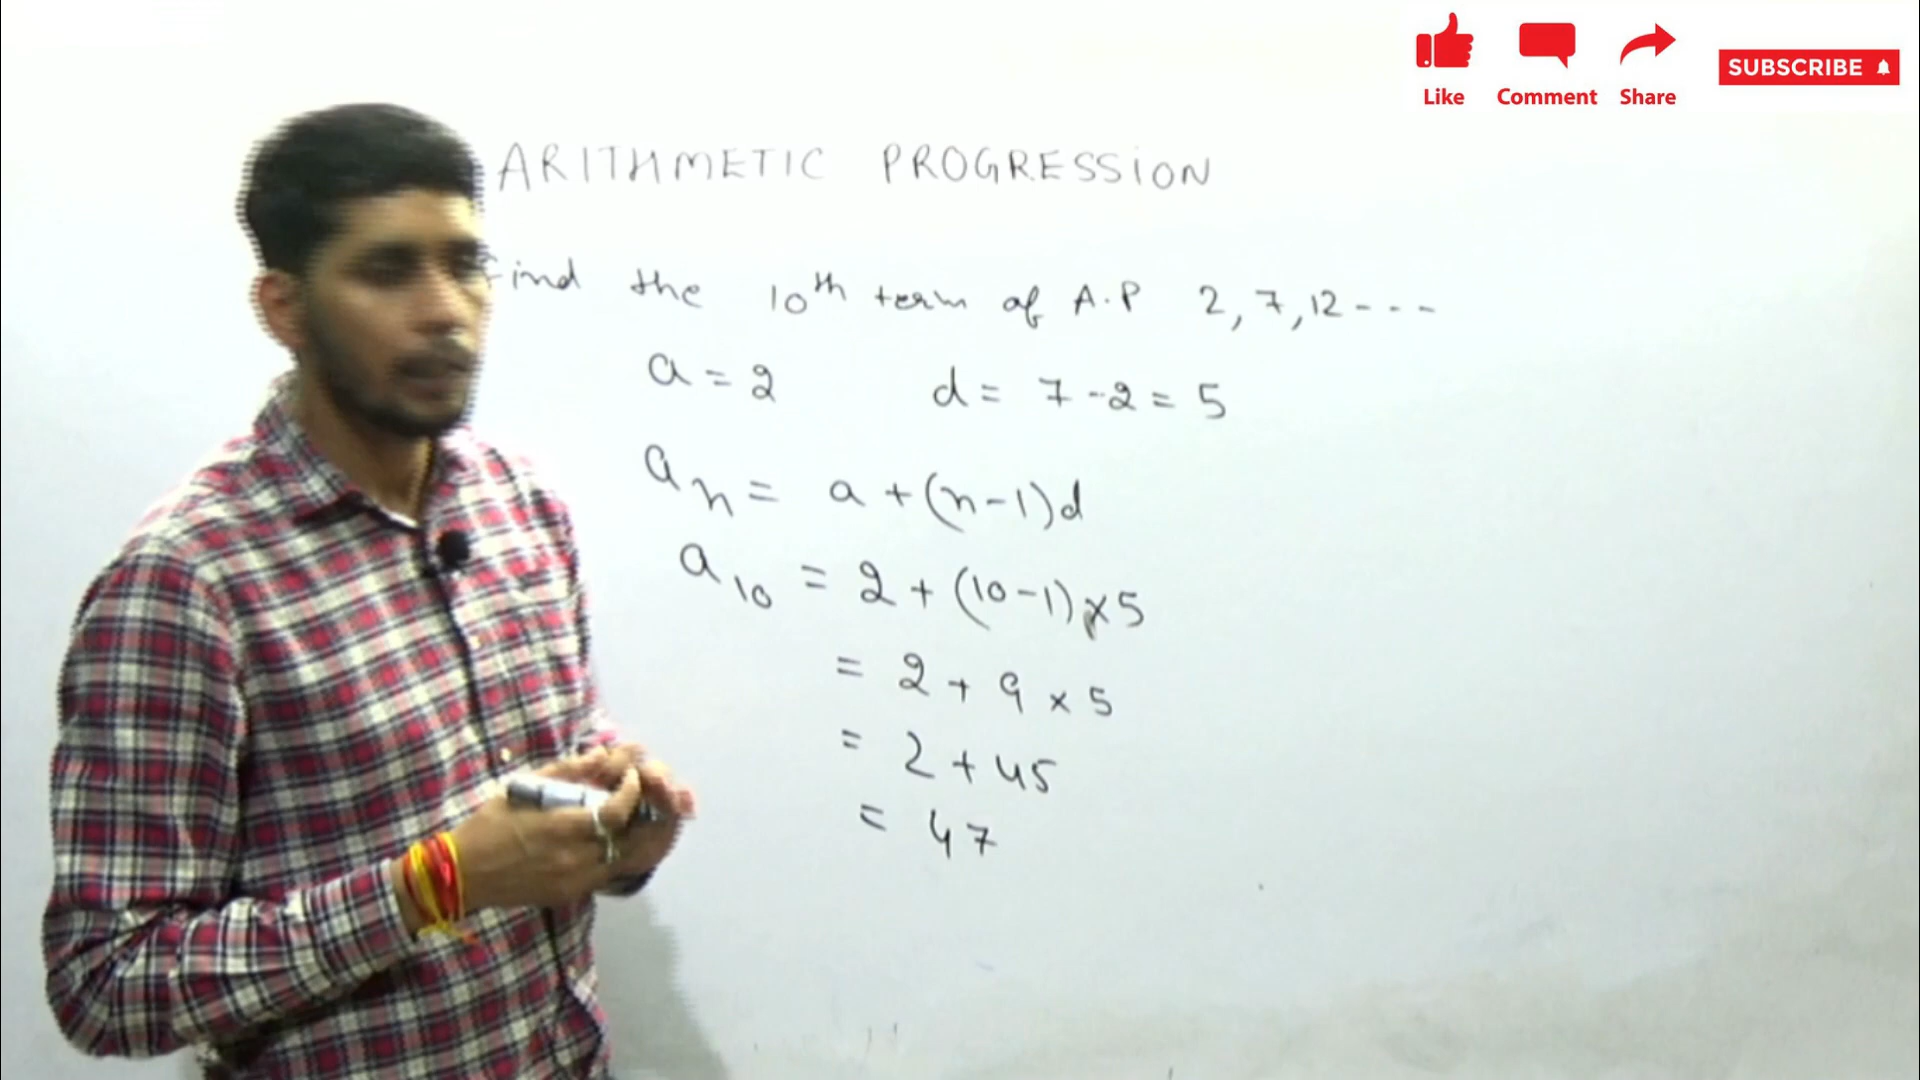 Like Comment Share SUBSCRIBE
ARITHMETIC PROGRESSION
find the 10th term of A.P 2, 7, 12 - - - -
a = 2 d = 7 - 2 = 5
an = a + (n-1)d
a10 = 2 + (10-1) x 5
= 2 + 9 x 5
= 2 + 45
= 47